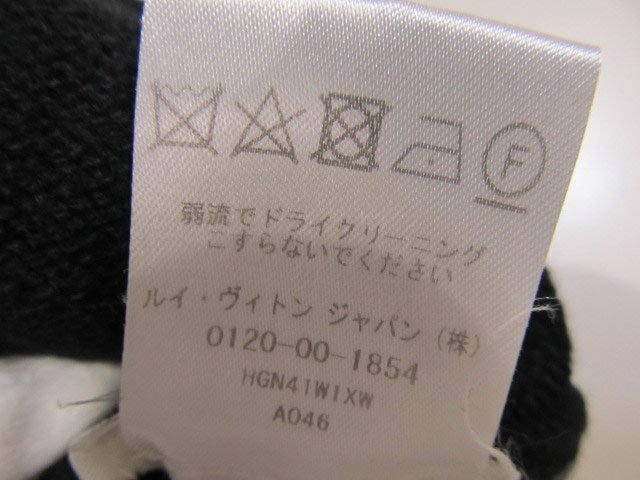 F
弱流でドライクリーニング
こすらないでください
ルイ・ヴィトン ジャパン (株)
0120-00-1854
HGN41WIXW
A046